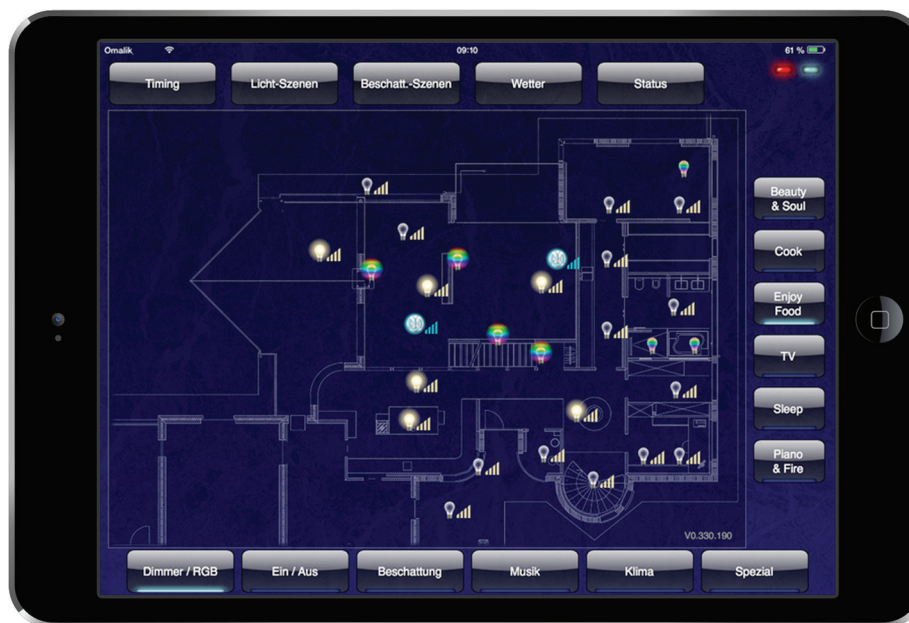 Omalik 09:10 61 %
Timing Licht-Szenen Beschatt.-Szenen Wetter Status
Beauty
& Soul
Cook
Enjoy
Food
TV
Sleep
Piano
& Fire
V0.330.190
Dimmer / RGB Ein / Aus Beschattung Musik Klima Spezial